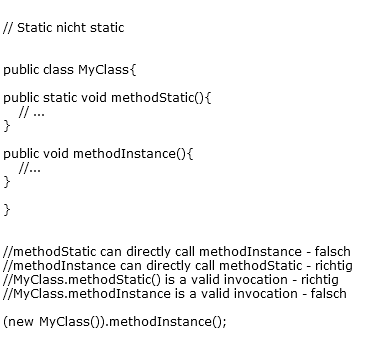 // Static nicht static
public class MyClass{
public static void methodStatic(){
// ...
}
public void methodInstance(){
//...
}
}
//methodStatic can directly call methodInstance - falsch
//methodInstance can directly call methodStatic - richtig
//MyClass.methodStatic() is a valid invocation - richtig
//MyClass.methodInstance is a valid invocation - falsch
(new MyClass()).methodInstance();